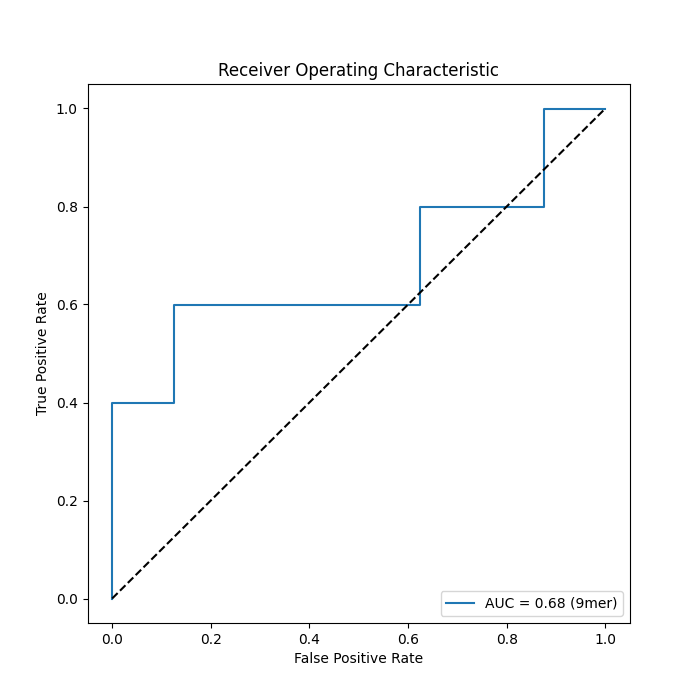 Receiver Operating Characteristic
True Positive Rate
1.0
0.8
0.6
0.4
0.2
0.0
0.0 0.2 0.4 0.6 0.8 1.0
False Positive Rate
AUC = 0.68 (9mer)